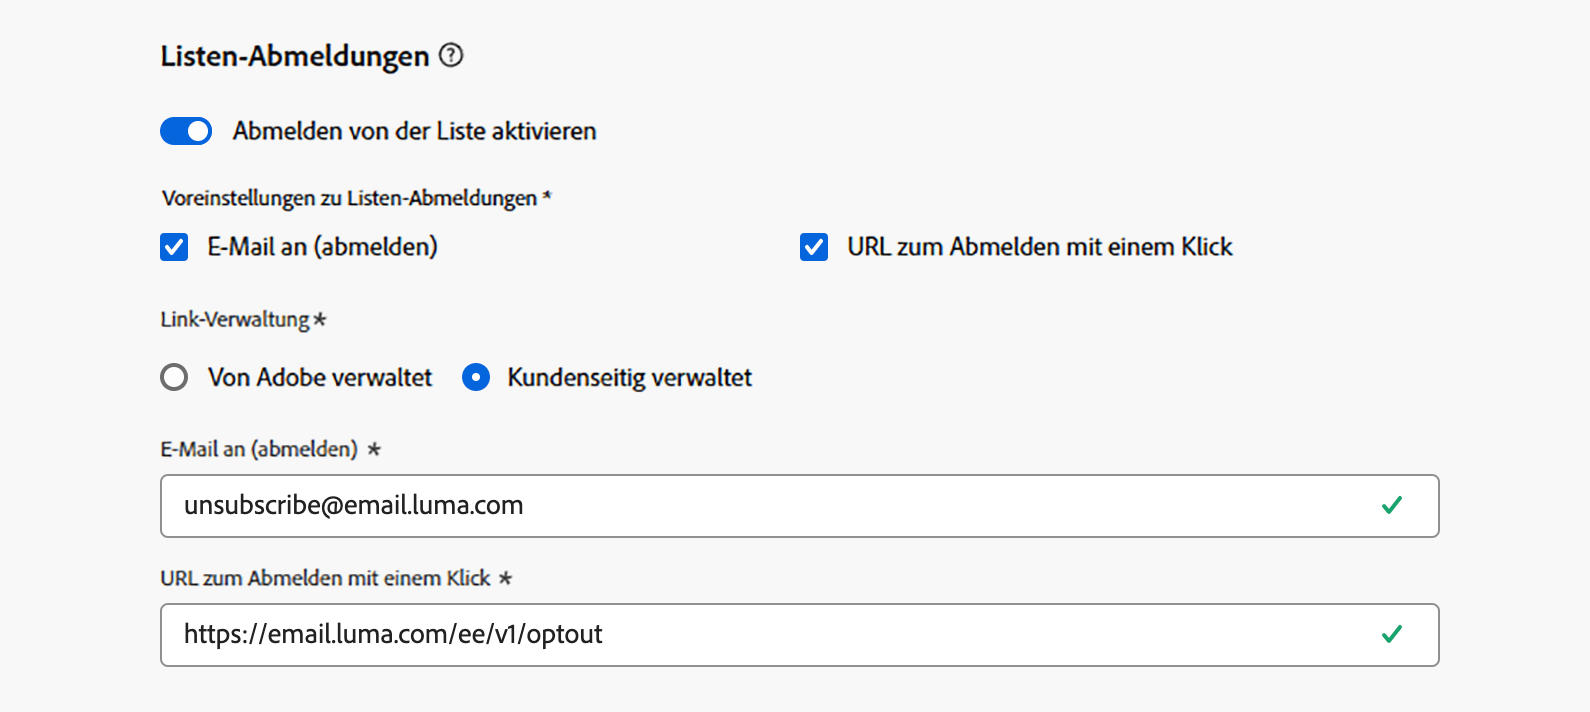 Listen-Abmeldungen ?
Abmelden von der Liste aktivieren
Voreinstellungen zu Listen-Abmeldungen *
E-Mail an (abmelden) URL zum Abmelden mit einem Klick
Link-Verwaltung *
Von Adobe verwaltet Kundenseitig verwaltet
E-Mail an (abmelden) *
unsubscribe@email.luma.com
URL zum Abmelden mit einem Klick *
https://email.luma.com/ee/v1/optout